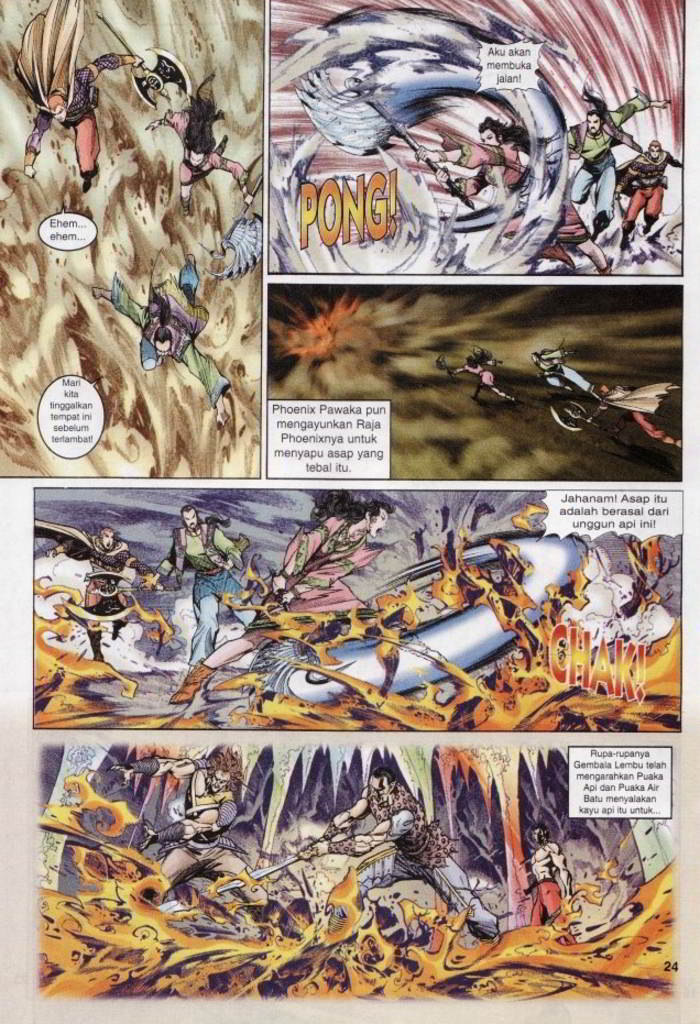 Ehem...
ehem...
Mari
kita
tinggalkan
tempat ini
sebelum
terlambat!
Aku akan
membuka
jalan!
PONG!
Phoenix Pawaka pun
mengayunkan Raja
Phoenixnya untuk
menyapu asap yang
tebal itu.
Jahanam! Asap itu
adalah berasal dari
unggun api ini!
CHAK!
Rupa-rupanya
Gembala Lembu telah
mengarahkan Puaka
Api dan Puaka Air
Batu menyalakan
kayu api itu untuk...
24